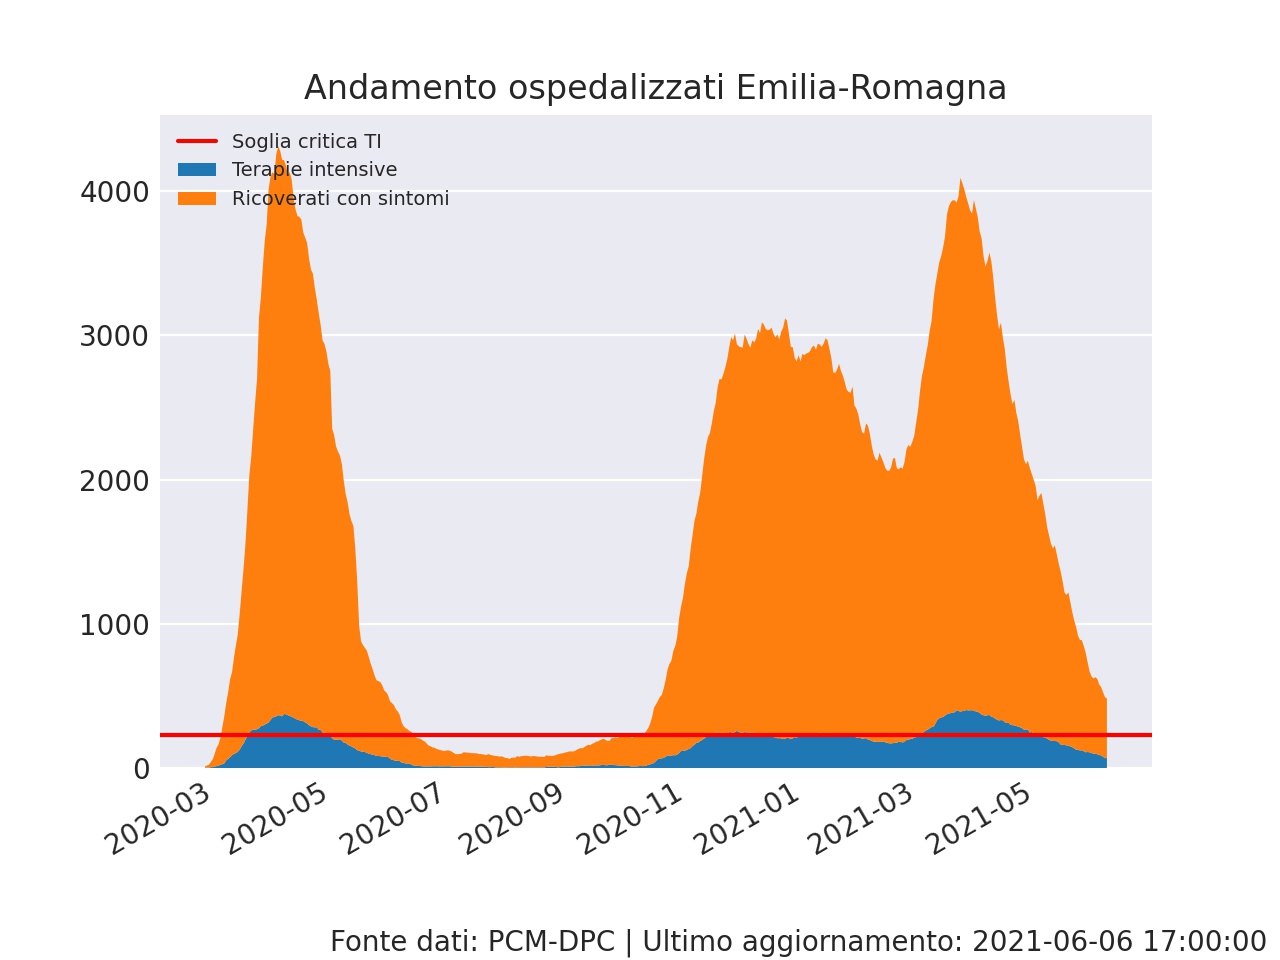 Andamento ospedalizzati Emilia-Romagna
Soglia critica TI
Terapie intensive
Ricoverati con sintomi
4000
3000
2000
1000
0
2020-03
2020-05
2020-07
2020-09
2020-11
2021-01
2021-03
2021-05
Fonte dati: PCM-DPC | Ultimo aggiornamento: 2021-06-06 17:00:00